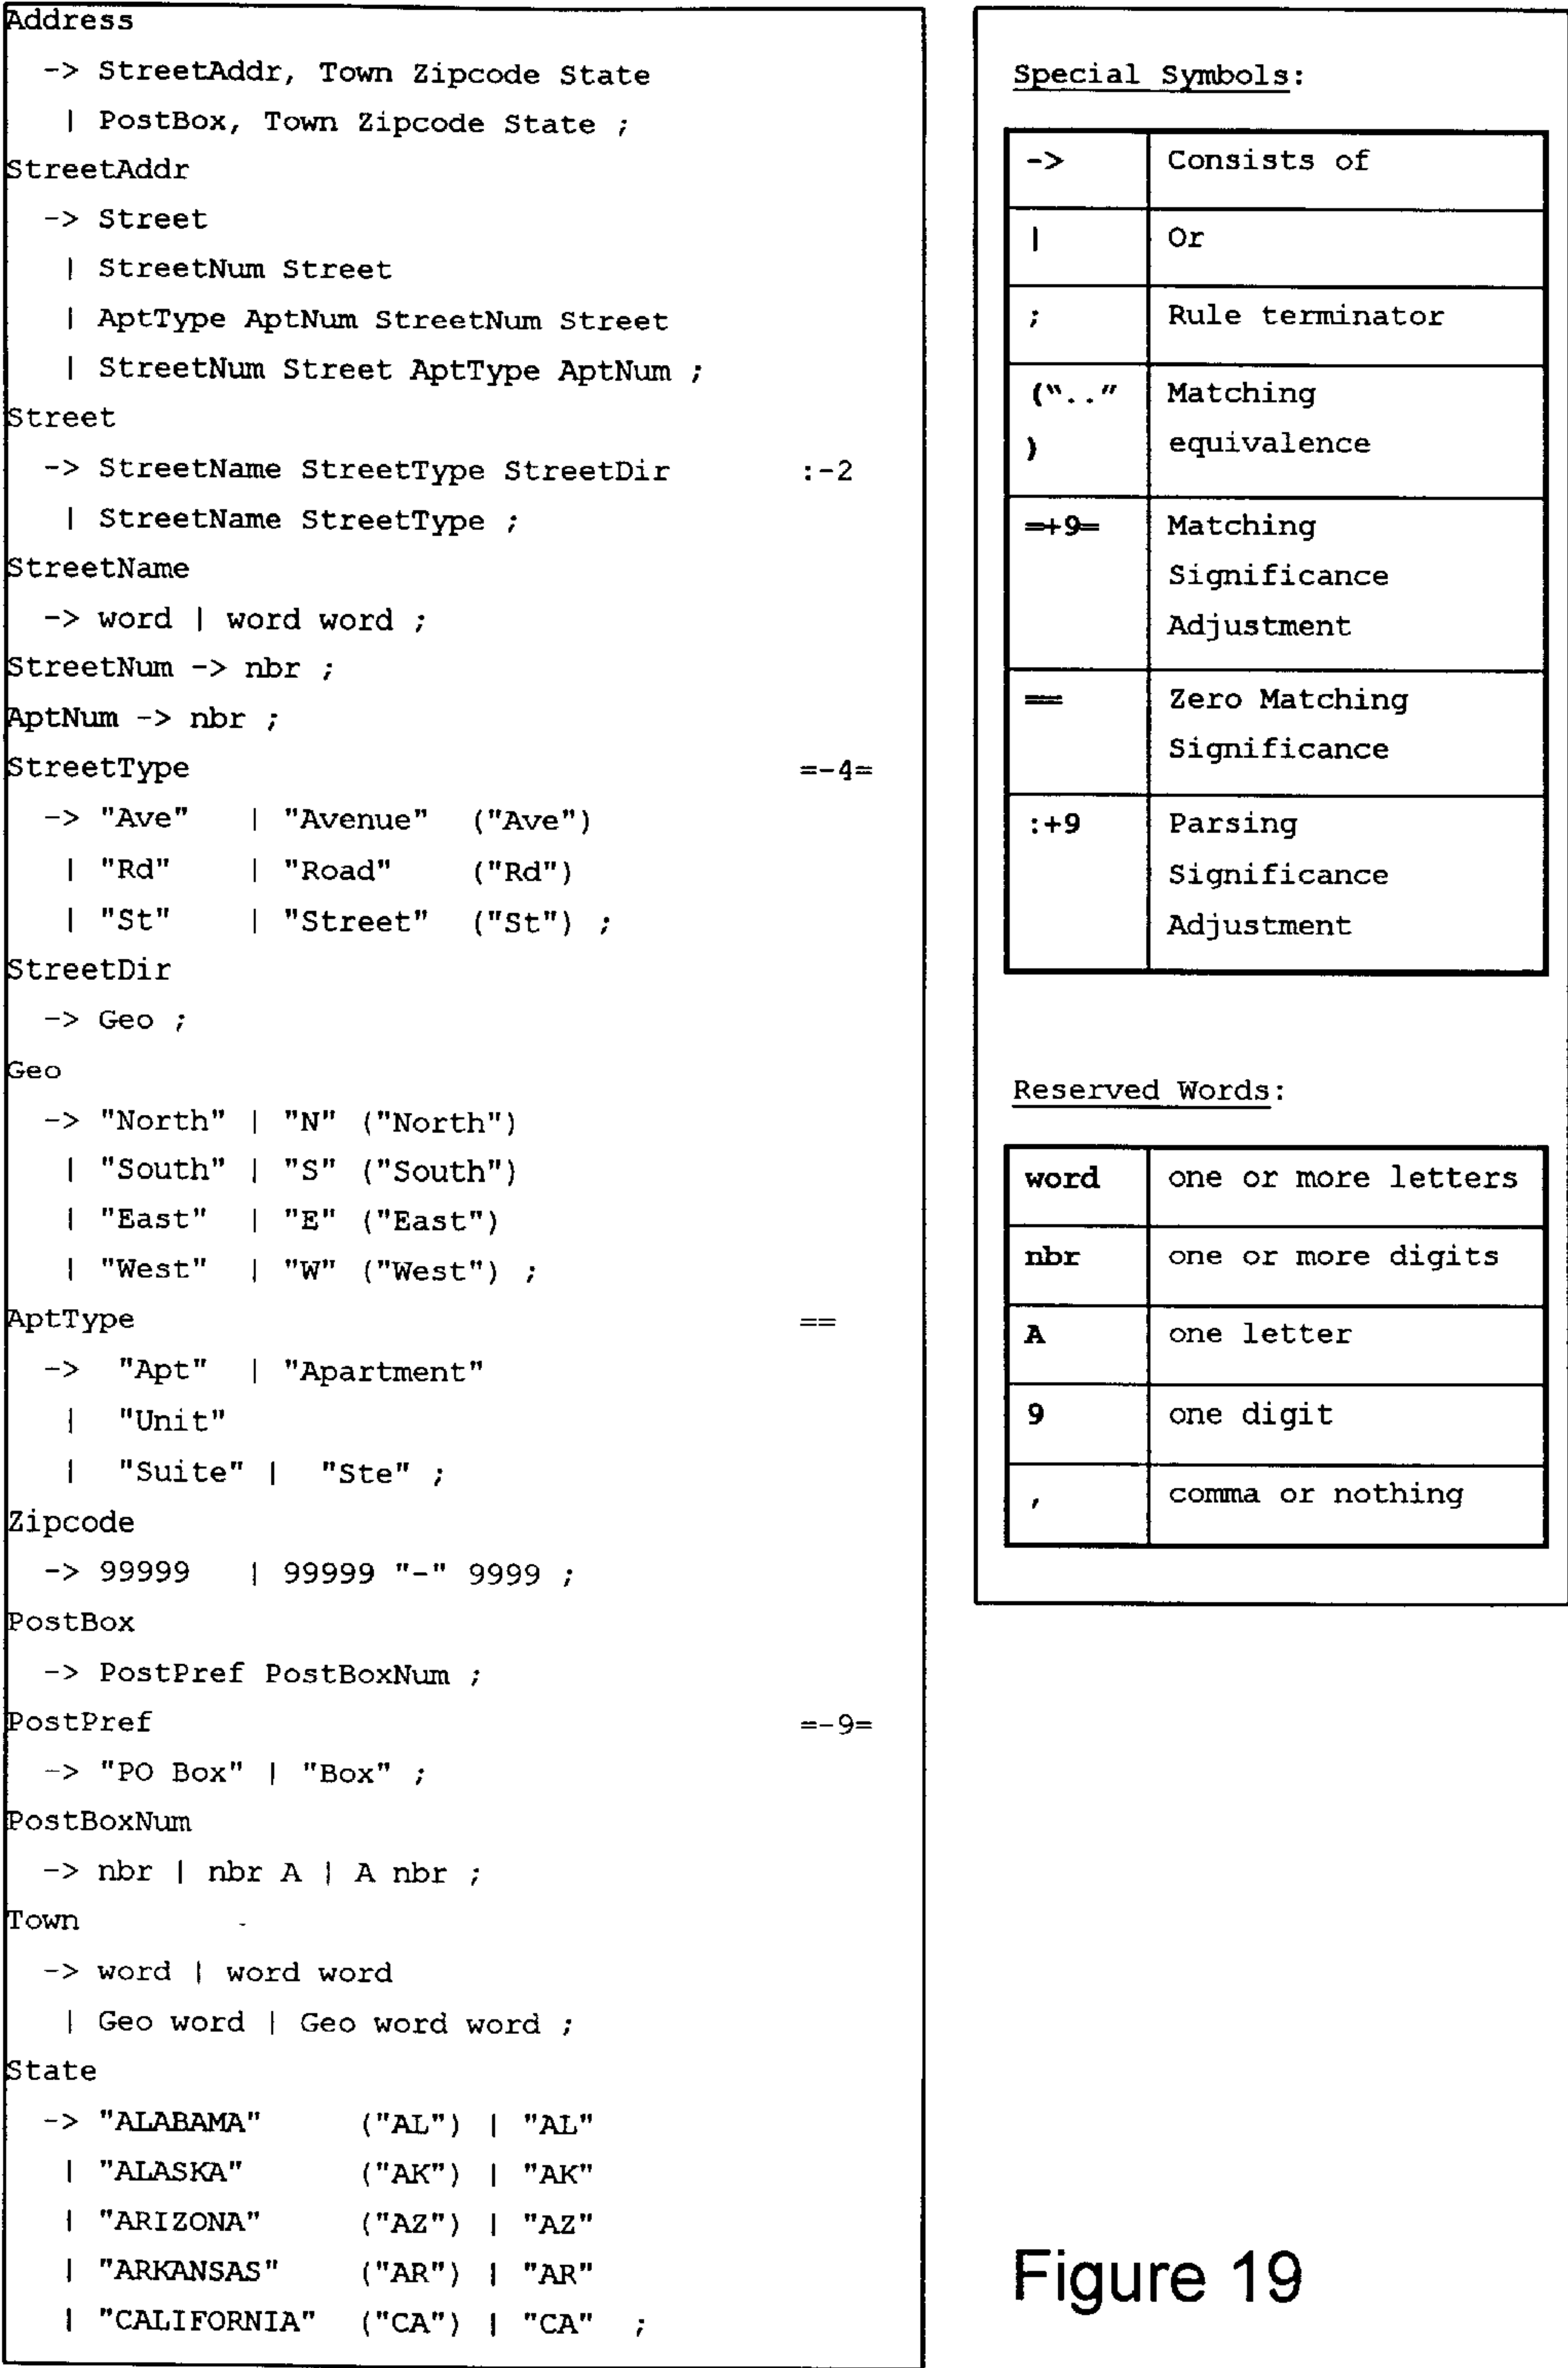 Address
-> StreetAddr, Town Zipcode State
| PostBox, Town Zipcode State ;
StreetAddr
-> Street
| StreetNum Street
| AptType AptNum StreetNum Street
| StreetNum Street AptType AptNum ;
Street
-> StreetName StreetType StreetDir :-2
| StreetName StreetType ;
StreetName
-> word | word word ;
StreetNum -> nbr ;
AptNum -> nbr ;
StreetType =-4=
-> "Ave" | "Avenue" ("Ave")
| "Rd" | "Road" ("Rd")
| "St" | "Street" ("St") ;
StreetDir
-> Geo ;
Geo
-> "North" | "N" ("North")
| "South" | "S" ("South")
| "East" | "E" ("East")
| "West" | "W" ("West") ;
AptType ==
-> "Apt" | "Apartment"
| "Unit"
| "Suite" | "Ste" ;
Zipcode
-> 99999 | 99999 "-" 9999 ;
PostBox
-> PostPref PostBoxNum ;
PostPref =-9=
-> "PO Box" | "Box" ;
PostBoxNum
-> nbr | nbr A | A nbr ;
Town
-> word | word word
| Geo word | Geo word word ;
State
-> "ALABAMA" ("AL") | "AL"
| "ALASKA" ("AK") | "AK"
| "ARIZONA" ("AZ") | "AZ"
| "ARKANSAS" ("AR") | "AR"
| "CALIFORNIA" ("CA") | "CA" ;
Special Symbols:
-> Consists of
| Or
; Rule terminator
(".." Matching
) equivalence
=+9= Matching
Significance
Adjustment
== Zero Matching
Significance
:+9 Parsing
Significance
Adjustment
Reserved Words:
word one or more letters
nbr one or more digits
A one letter
9 one digit
, comma or nothing
Figure 19